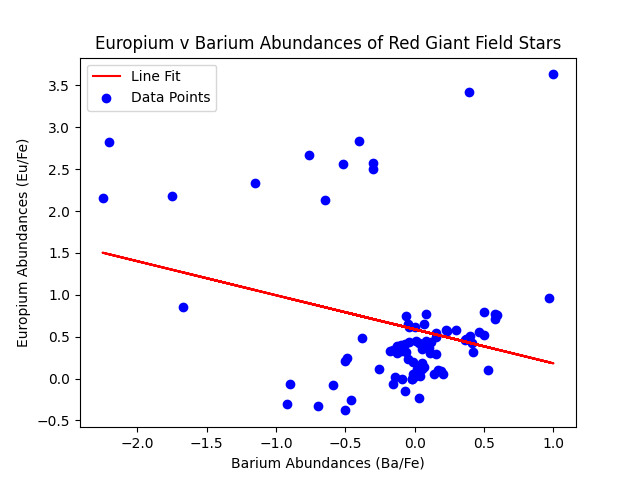 Europium v Barium Abundances of Red Giant Field Stars
Line Fit
Data Points
Europium Abundances (Eu/Fe)
3.5
3.0
2.5
2.0
1.5
1.0
0.5
0.0
−0.5
−2.0 −1.5 −1.0 −0.5 0.0 0.5 1.0
Barium Abundances (Ba/Fe)